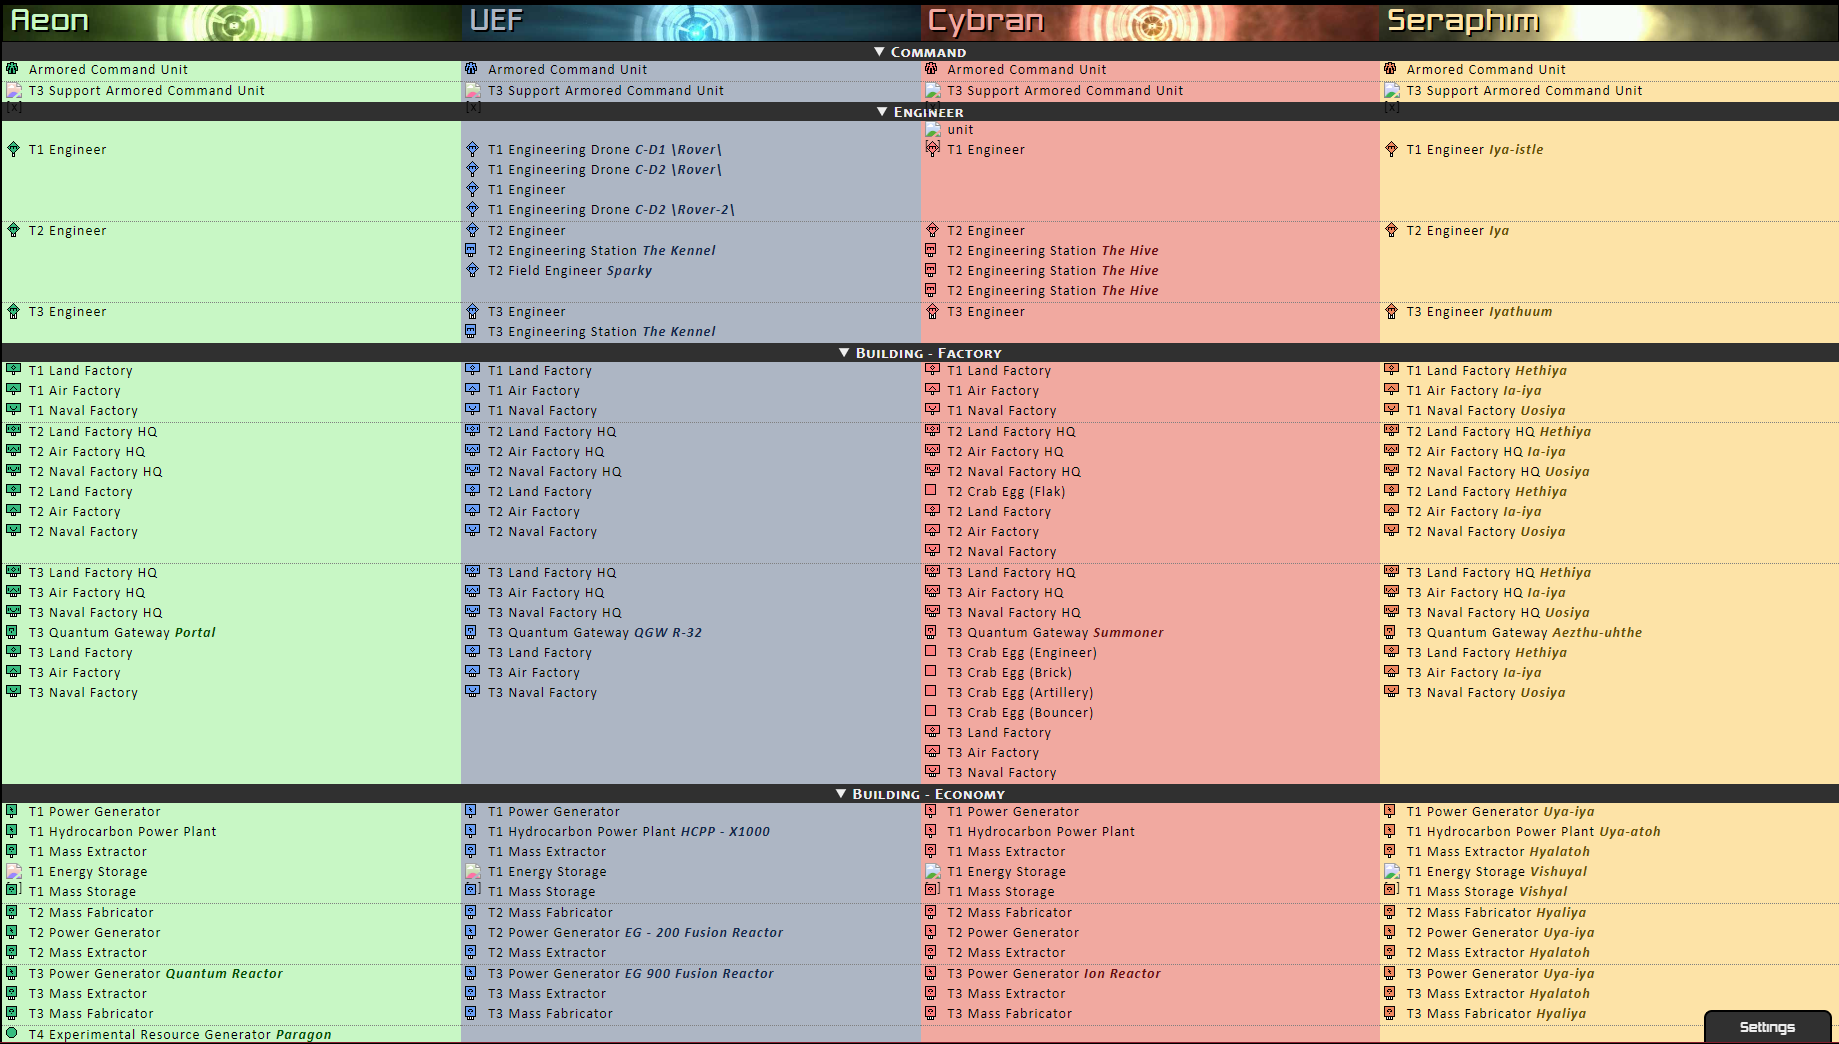 Aeon UEF Cybran Seraphim
▼ Command
Armored Command Unit Armored Command Unit Armored Command Unit Armored Command Unit
T3 Support Armored Command Unit T3 Support Armored Command Unit T3 Support Armored Command Unit T3 Support Armored Command Unit
[x] [x] [x] [x]
▼ Engineer
unit
T1 Engineer T1 Engineering Drone C-D1 \Rover\ T1 Engineer T1 Engineer Iya-istle
T1 Engineering Drone C-D2 \Rover\
T1 Engineer
T1 Engineering Drone C-D2 \Rover-2\
T2 Engineer T2 Engineer T2 Engineer T2 Engineer Iya
T2 Engineering Station The Kennel T2 Engineering Station The Hive
T2 Field Engineer Sparky T2 Engineering Station The Hive
T2 Engineering Station The Hive
T3 Engineer T3 Engineer T3 Engineer T3 Engineer Iyathuum
T3 Engineering Station The Kennel
▼ Building - Factory
T1 Land Factory T1 Land Factory T1 Land Factory T1 Land Factory Hethiya
T1 Air Factory T1 Air Factory T1 Air Factory T1 Air Factory Ia-iya
T1 Naval Factory T1 Naval Factory T1 Naval Factory T1 Naval Factory Uosiya
T2 Land Factory HQ T2 Land Factory HQ T2 Land Factory HQ T2 Land Factory HQ Hethiya
T2 Air Factory HQ T2 Air Factory HQ T2 Air Factory HQ T2 Air Factory HQ Ia-iya
T2 Naval Factory HQ T2 Naval Factory HQ T2 Naval Factory HQ T2 Naval Factory HQ Uosiya
T2 Land Factory T2 Land Factory T2 Crab Egg (Flak) T2 Land Factory Hethiya
T2 Air Factory T2 Air Factory T2 Land Factory T2 Air Factory Ia-iya
T2 Naval Factory T2 Naval Factory T2 Air Factory T2 Naval Factory Uosiya
T2 Naval Factory
T3 Land Factory HQ T3 Land Factory HQ T3 Land Factory HQ T3 Land Factory HQ Hethiya
T3 Air Factory HQ T3 Air Factory HQ T3 Air Factory HQ T3 Air Factory HQ Ia-iya
T3 Naval Factory HQ T3 Naval Factory HQ T3 Naval Factory HQ T3 Naval Factory HQ Uosiya
T3 Quantum Gateway Portal T3 Quantum Gateway QGW R-32 T3 Quantum Gateway Summoner T3 Quantum Gateway Aezthu-uhthe
T3 Land Factory T3 Land Factory T3 Crab Egg (Engineer) T3 Land Factory Hethiya
T3 Air Factory T3 Air Factory T3 Crab Egg (Brick) T3 Air Factory Ia-iya
T3 Naval Factory T3 Naval Factory T3 Crab Egg (Artillery) T3 Naval Factory Uosiya
T3 Crab Egg (Bouncer)
T3 Land Factory
T3 Air Factory
T3 Naval Factory
▼ Building - Economy
T1 Power Generator T1 Power Generator T1 Power Generator T1 Power Generator Uya-iya
T1 Hydrocarbon Power Plant T1 Hydrocarbon Power Plant HCPP - X1000 T1 Hydrocarbon Power Plant T1 Hydrocarbon Power Plant Uya-atoh
T1 Mass Extractor T1 Mass Extractor T1 Mass Extractor T1 Mass Extractor Hyalatoh
T1 Energy Storage T1 Energy Storage T1 Energy Storage T1 Energy Storage Vishuyal
T1 Mass Storage T1 Mass Storage T1 Mass Storage T1 Mass Storage Vishyal
T2 Mass Fabricator T2 Mass Fabricator T2 Mass Fabricator T2 Mass Fabricator Hyaliya
T2 Power Generator T2 Power Generator EG - 200 Fusion Reactor T2 Power Generator T2 Power Generator Uya-iya
T2 Mass Extractor T2 Mass Extractor T2 Mass Extractor T2 Mass Extractor Hyalatoh
T3 Power Generator Quantum Reactor T3 Power Generator EG 900 Fusion Reactor T3 Power Generator Ion Reactor T3 Power Generator Uya-iya
T3 Mass Extractor T3 Mass Extractor T3 Mass Extractor T3 Mass Extractor Hyalatoh
T3 Mass Fabricator T3 Mass Fabricator T3 Mass Fabricator T3 Mass Fabricator Hyaliya
T4 Experimental Resource Generator Paragon
Settings